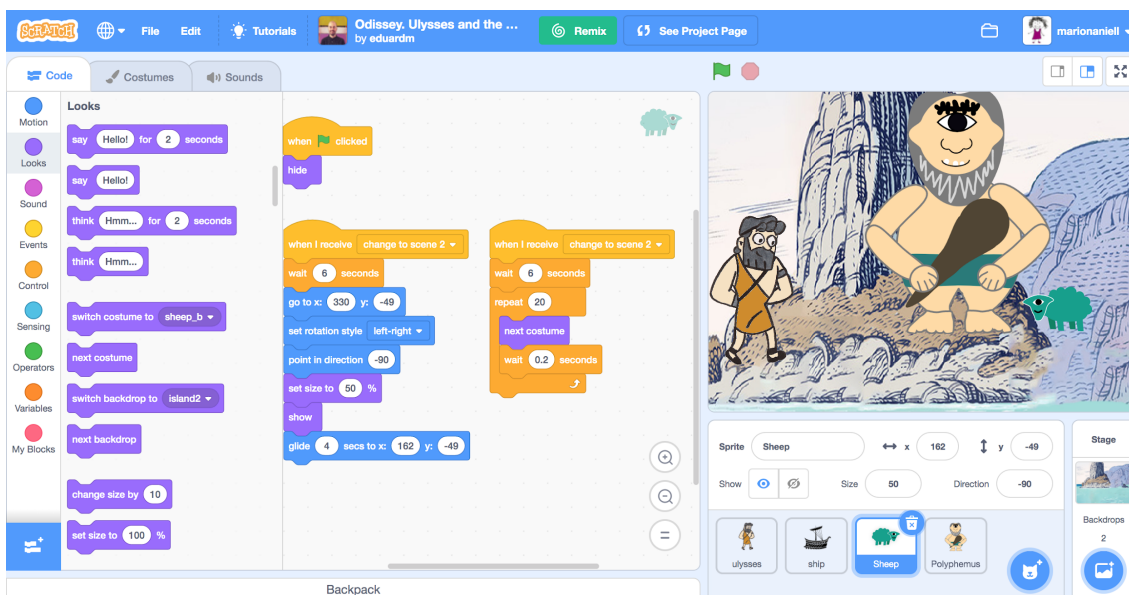 SCRATCH
File
Edit
Tutorials
Odissey. Ulysses and the ...
by eduardm
Remix
See Project Page
marionaniell
Code
Costumes
Sounds
Motion
Looks
Sound
Events
Control
Sensing
Operators
Variables
My Blocks
Looks
say Hello! for 2 seconds
say Hello!
think Hmm... for 2 seconds
think Hmm...
switch costume to sheep_b
next costume
switch backdrop to island2
next backdrop
change size by 10
set size to 100 %
when clicked
hide
when I receive change to scene 2
wait 6 seconds
go to x: 330 y: -49
set rotation style left-right
point in direction -90
set size to 50 %
show
glide 4 secs to x: 162 y: -49
when I receive change to scene 2
wait 6 seconds
repeat 20
next costume
wait 0.2 seconds
Backpack
Sprite Sheep x 162 y -49
Show Size 50 Direction -90
ulysses
ship
Sheep
Polyphemus
Stage
Backdrops
2